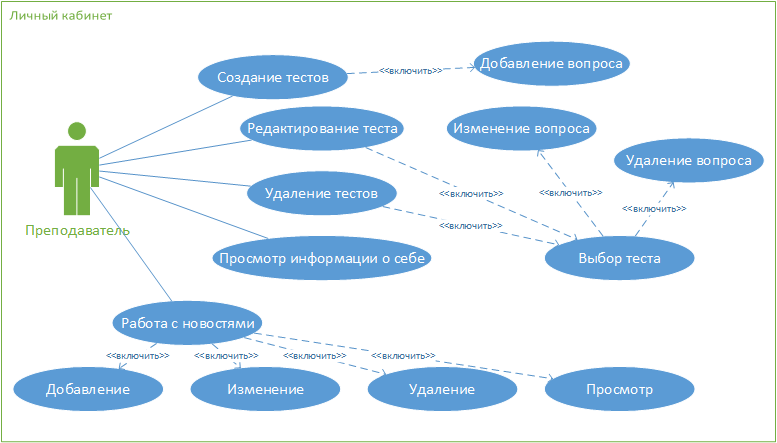 Личный кабинет
Создание тестов
<<включить>>
Добавление вопроса
Редактирование теста
Изменение вопроса
Удаление вопроса
Удаление тестов
<<включить>>
<<включить>>
<<включить>>
<<включить>>
Преподаватель
Просмотр информации о себе
Выбор теста
Работа с новостями
<<включить>>
<<включить>>
<<включить>>
<<включить>>
Добавление
Изменение
Удаление
Просмотр